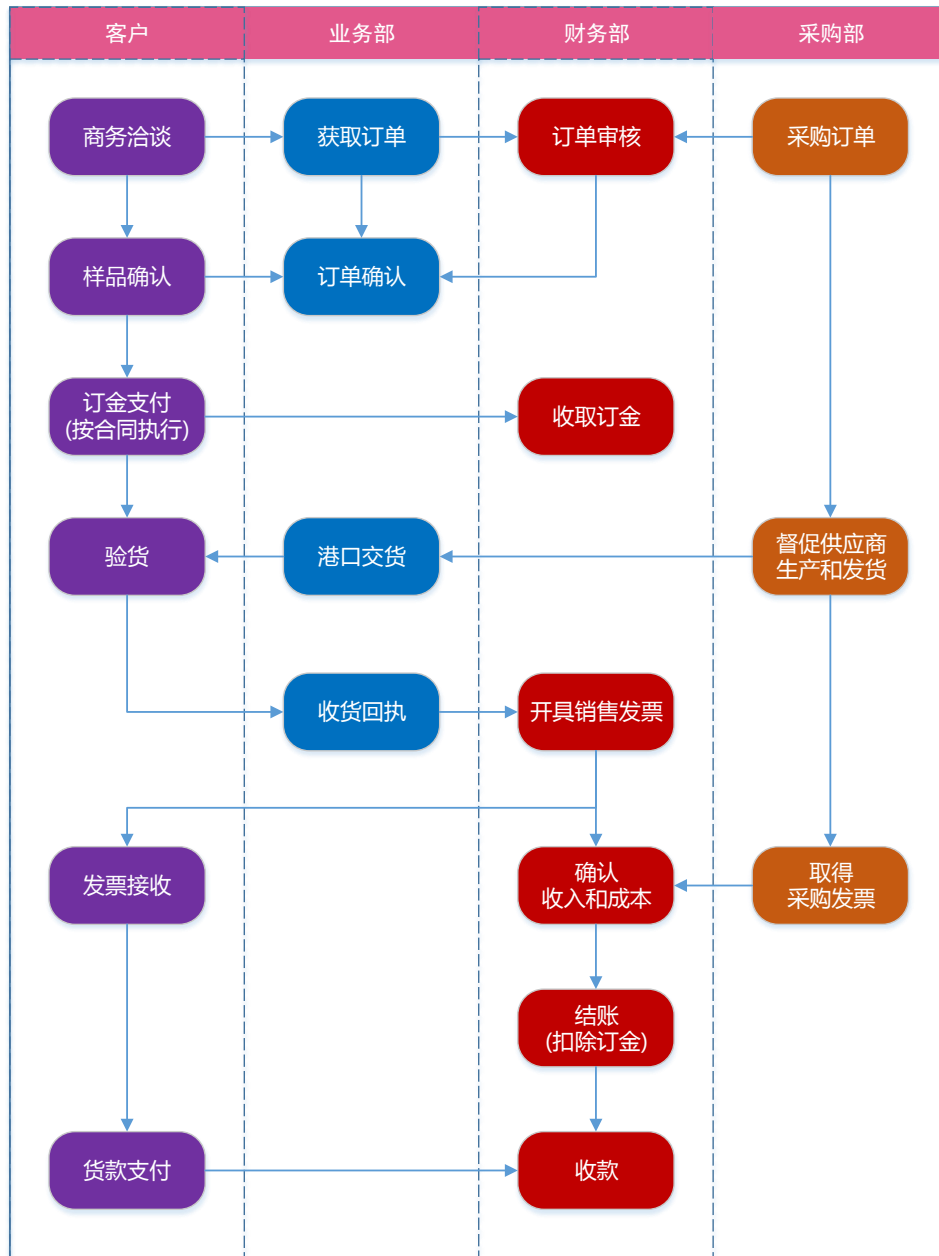 客户
业务部
财务部
采购部
商务洽谈
获取订单
订单审核
采购订单
样品确认
订单确认
订金支付
(按合同执行)
收取订金
验货
港口交货
督促供应商
生产和发货
收货回执
开具销售发票
发票接收
确认
收入和成本
取得
采购发票
结账
(扣除订金)
货款支付
收款